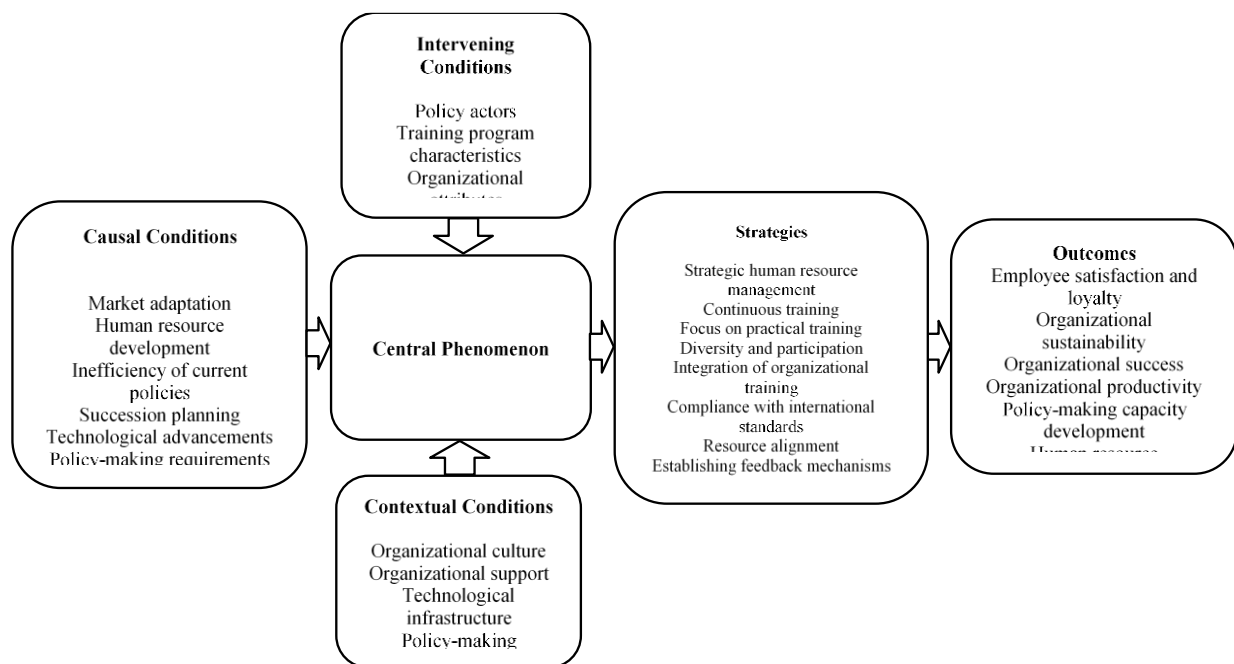 Intervening
Conditions
Policy actors
Training program
characteristics
Organizational
attributes
Causal Conditions
Market adaptation
Human resource
development
Inefficiency of current
policies
Succession planning
Technological advancements
Policy-making requirements
Central Phenomenon
Contextual Conditions
Organizational culture
Organizational support
Technological
infrastructure
Policy-making
Strategies
Strategic human resource
management
Continuous training
Focus on practical training
Diversity and participation
Integration of organizational
training
Compliance with international
standards
Resource alignment
Establishing feedback mechanisms
Outcomes
Employee satisfaction and
loyalty
Organizational
sustainability
Organizational success
Organizational productivity
Policy-making capacity
development
Human resource